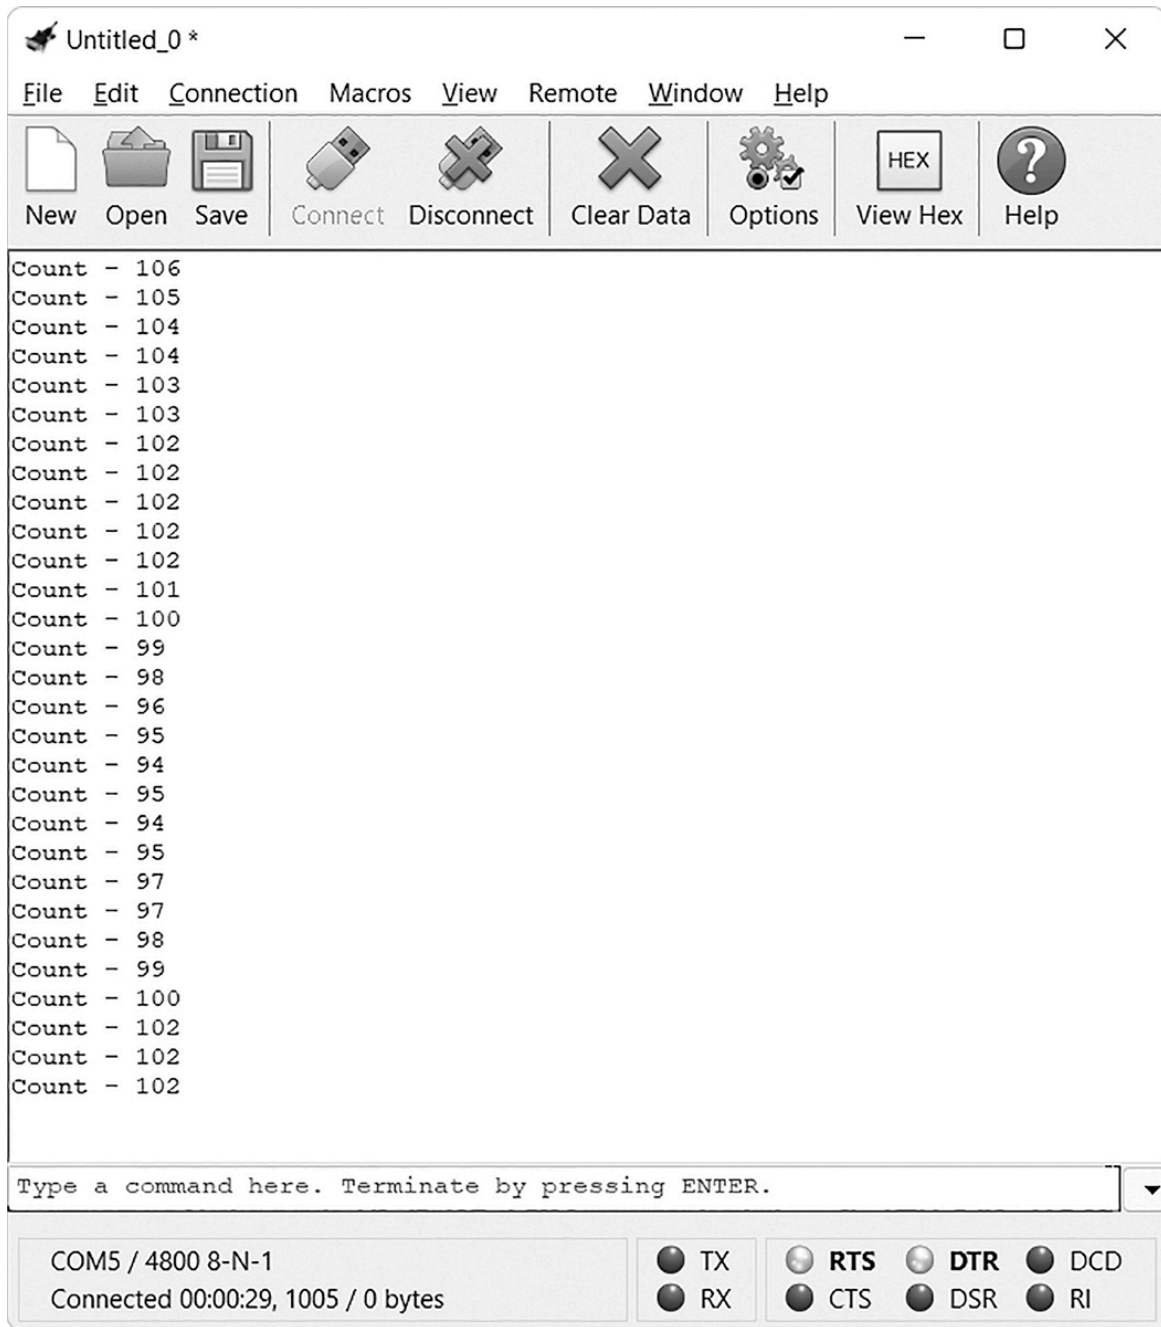 Untitled_0 *
File Edit Connection Macros View Remote Window Help
HEX
New Open Save Connect Disconnect Clear Data Options View Hex Help
Count - 106
Count - 105
Count - 104
Count - 104
Count - 103
Count - 103
Count - 102
Count - 102
Count - 102
Count - 102
Count - 102
Count - 101
Count - 100
Count - 99
Count - 98
Count - 96
Count - 95
Count - 94
Count - 95
Count - 94
Count - 95
Count - 97
Count - 97
Count - 98
Count - 99
Count - 100
Count - 102
Count - 102
Count - 102
Type a command here. Terminate by pressing ENTER.
COM5 / 4800 8-N-1 TX RTS DTR DCD
Connected 00:00:29, 1005 / 0 bytes RX CTS DSR RI